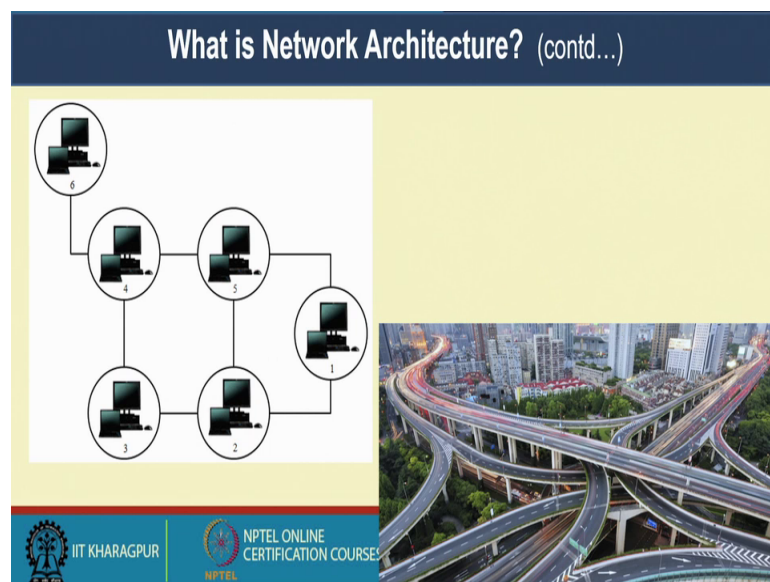 What is Network Architecture? (contd...)
6
4
5
1
3
2
IIT KHARAGPUR
NPTEL
NPTEL ONLINE
CERTIFICATION COURSES